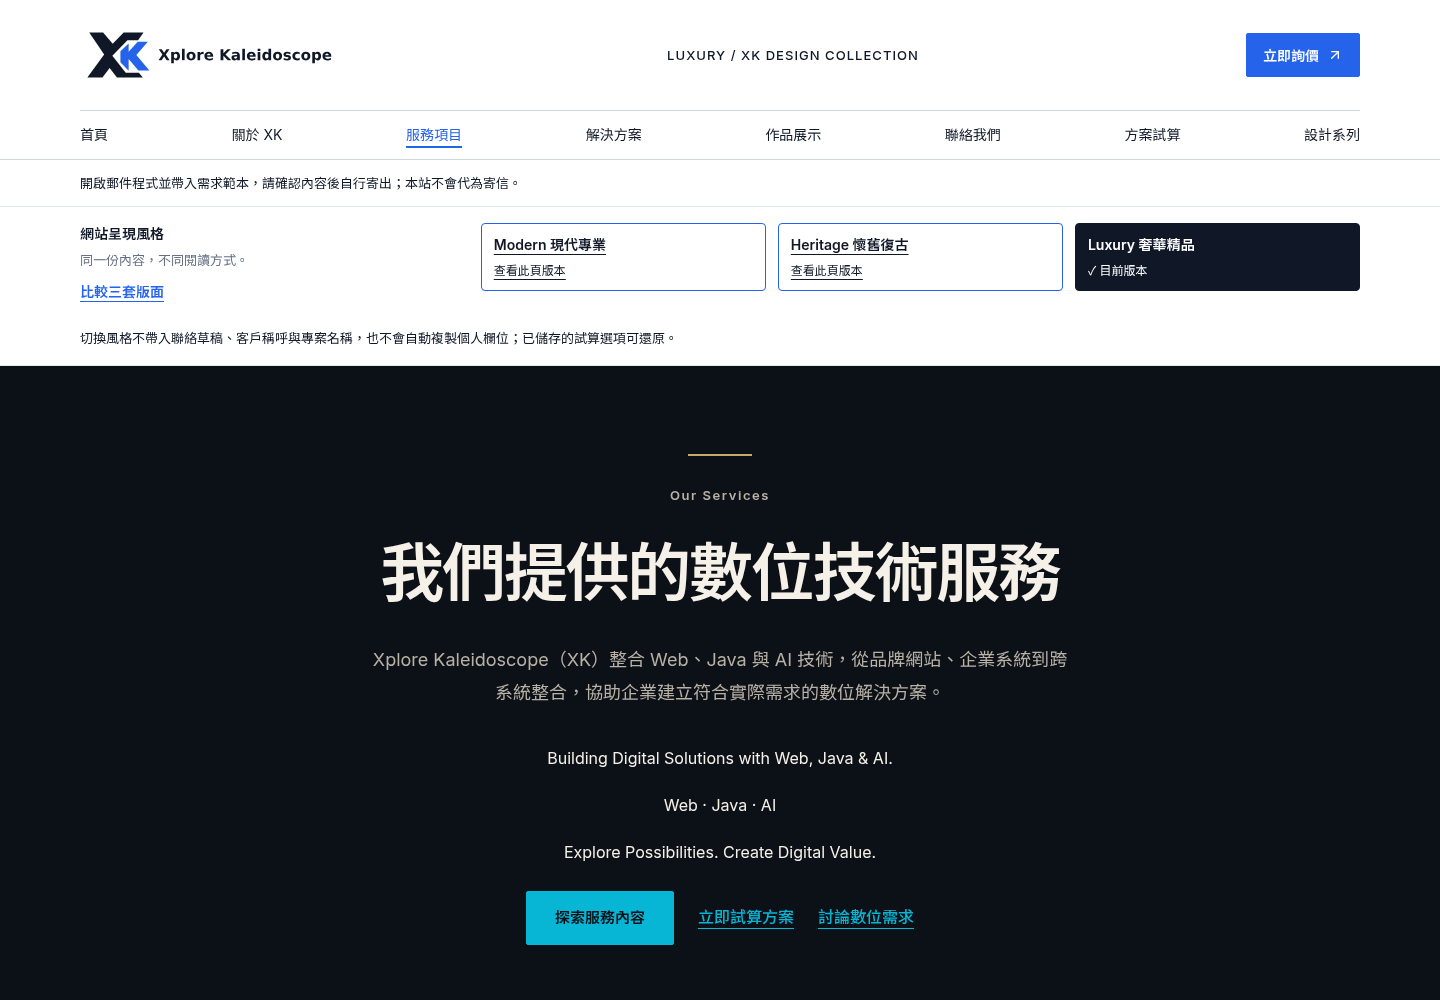 XK Xplore Kaleidoscope
LUXURY / XK DESIGN COLLECTION
立即詢價
首頁
關於 XK
服務項目
解決方案
作品展示
聯絡我們
方案試算
設計系列
開啟郵件程式並帶入需求範本，請確認內容後自行寄出；本站不會代為寄信。
網站呈現風格
同一份內容，不同閱讀方式。
比較三套版面
Modern 現代專業
查看此頁版本
Heritage 懷舊復古
查看此頁版本
Luxury 奢華精品
✓ 目前版本
切換風格不帶入聯絡草稿、客戶稱呼與專案名稱，也不會自動複製個人欄位；已儲存的試算選項可還原。
Our Services
我們提供的數位技術服務
Xplore Kaleidoscope（XK）整合 Web、Java 與 AI 技術，從品牌網站、企業系統到跨
系統整合，協助企業建立符合實際需求的數位解決方案。
Building Digital Solutions with Web, Java & AI.
Web · Java · AI
Explore Possibilities. Create Digital Value.
探索服務內容
立即試算方案
討論數位需求